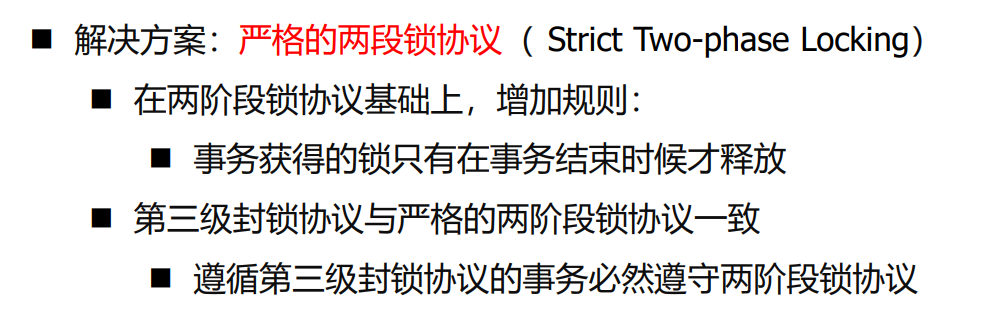 ■ 解决方案：严格的两段锁协议（ Strict Two-phase Locking）
■ 在两阶段锁协议基础上，增加规则：
■ 事务获得的锁只有在事务结束时候才释放
■ 第三级封锁协议与严格的两阶段锁协议一致
■ 遵循第三级封锁协议的事务必然遵守两阶段锁协议